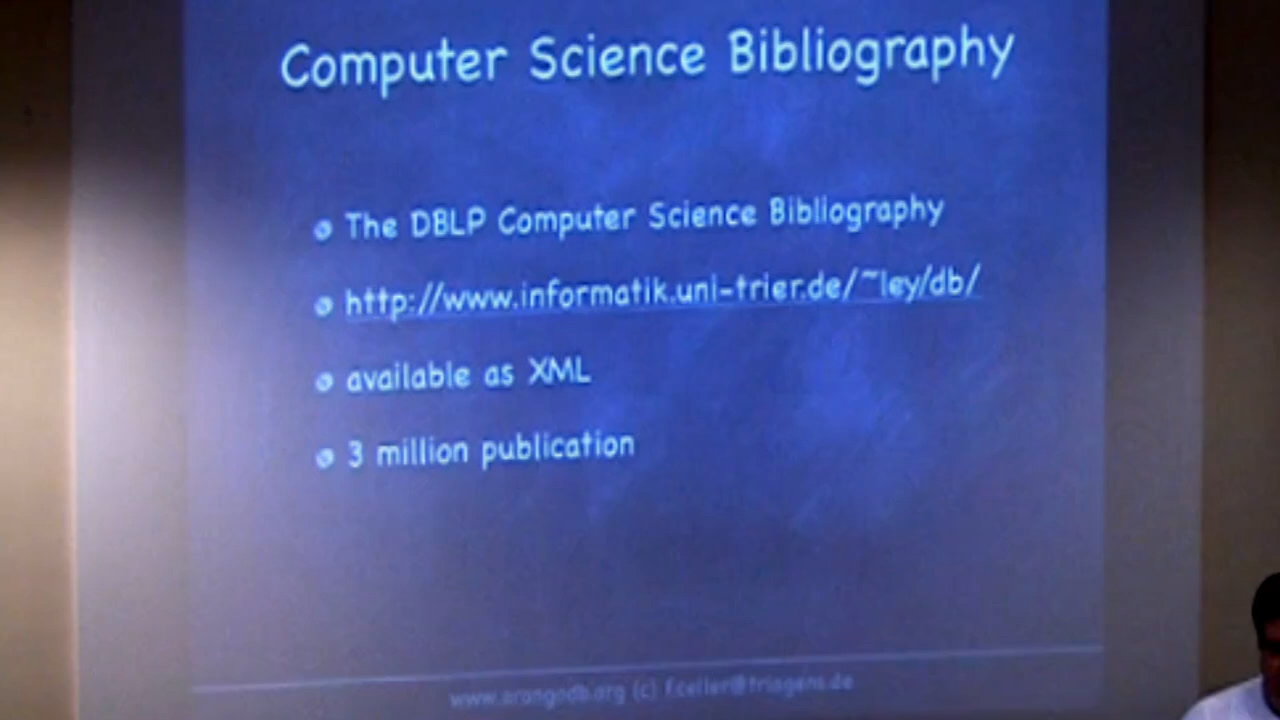 Computer Science Bibliography
The DBLP Computer Science Bibliography
http://www.informatik.uni-trier.de/~ley/db/
available as XML
3 million publication
www.arangodb.org (c) f.celler@triagens.de